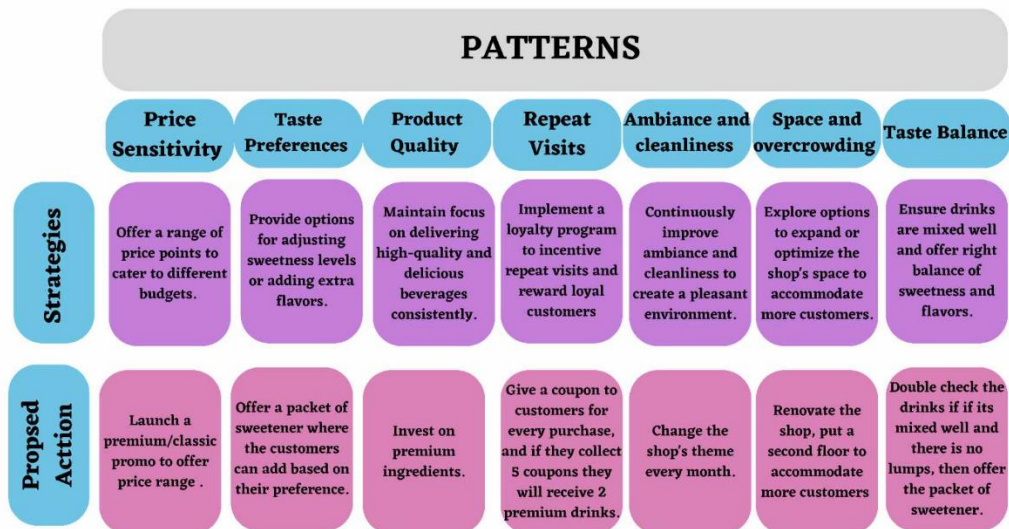 PATTERNS
Price
Sensitivity
Taste
Preferences
Product
Quality
Repeat
Visits
Ambiance and
cleanliness
Space and
overcrowding
Taste Balance
Strategies
Offer a range of
price points to
cater to different
budgets.
Provide options
for adjusting
sweetness levels
or adding extra
flavors.
Maintain focus
on delivering
high-quality and
delicious
beverages
consistently.
Implement a
loyalty program
to incentive
repeat visits and
reward loyal
customers
Continuously
improve
ambiance and
cleanliness to
create a pleasant
environment.
Explore options
to expand or
optimize the
shop's space to
accommodate
more customers.
Ensure drinks
are mixed well
and offer right
balance of
sweetness and
flavors.
Propsed
Acttion
Launch a
premium/classic
promo to offer
price range .
Offer a packet of
sweetener where
the customers
can add based on
their preference.
Invest on
premium
ingredients.
Give a coupon to
customers for
every purchase,
and if they collect
5 coupons they
will receive 2
premium drinks.
Change the
shop's theme
every month.
Renovate the
shop, put a
second floor to
accommodate
more customers
Double check the
drinks if if its
mixed well and
there is no
lumps, then offer
the packet of
sweetener.